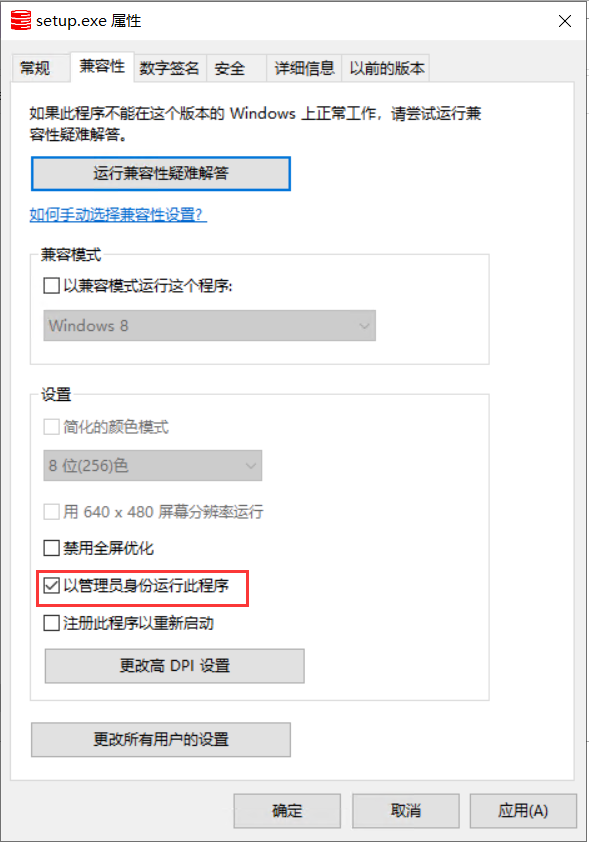 setup.exe 属性
常规
兼容性
数字签名
安全
详细信息
以前的版本
如果此程序不能在这个版本的 Windows 上正常工作，请尝试运行兼
容性疑难解答。
运行兼容性疑难解答
如何手动选择兼容性设置?
兼容模式
以兼容模式运行这个程序:
Windows 8
设置
简化的颜色模式
8 位(256)色
用 640 x 480 屏幕分辨率运行
禁用全屏优化
以管理员身份运行此程序
注册此程序以重新启动
更改高 DPI 设置
更改所有用户的设置
确定
取消
应用(A)